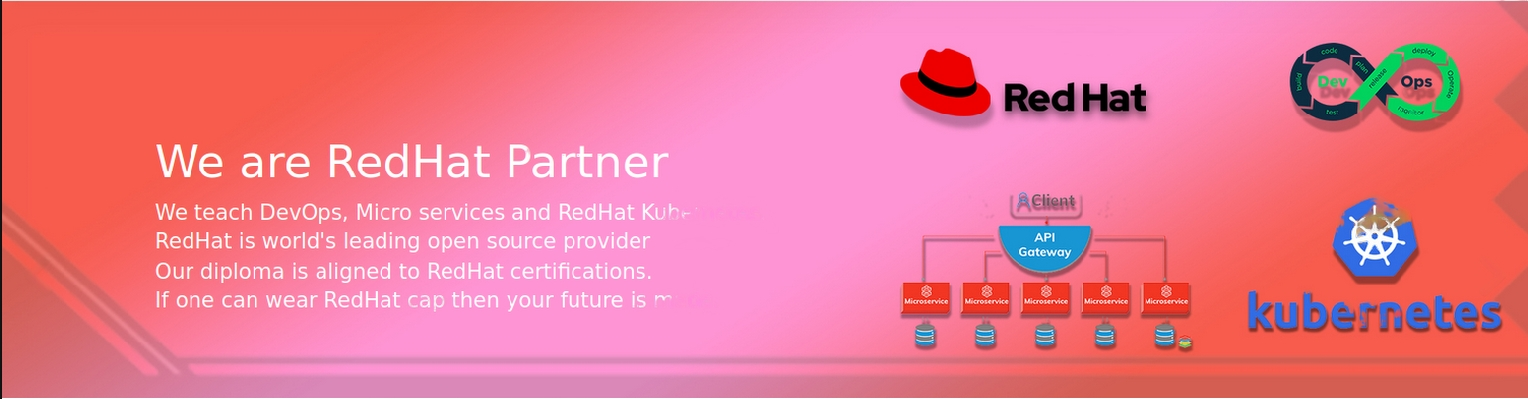 We are RedHat Partner
We teach DevOps, Micro services and RedHat
RedHat is world's leading open source provider
Our diploma is aligned to RedHat certifications.
If one can wear RedHat cap then your future is
Red Hat
code
plan
build
test
Dev
release
deploy
Operate
Ops
Client
API
Gateway
Microservice
Microservice
Microservice
Microservice
Microservice
kubernetes